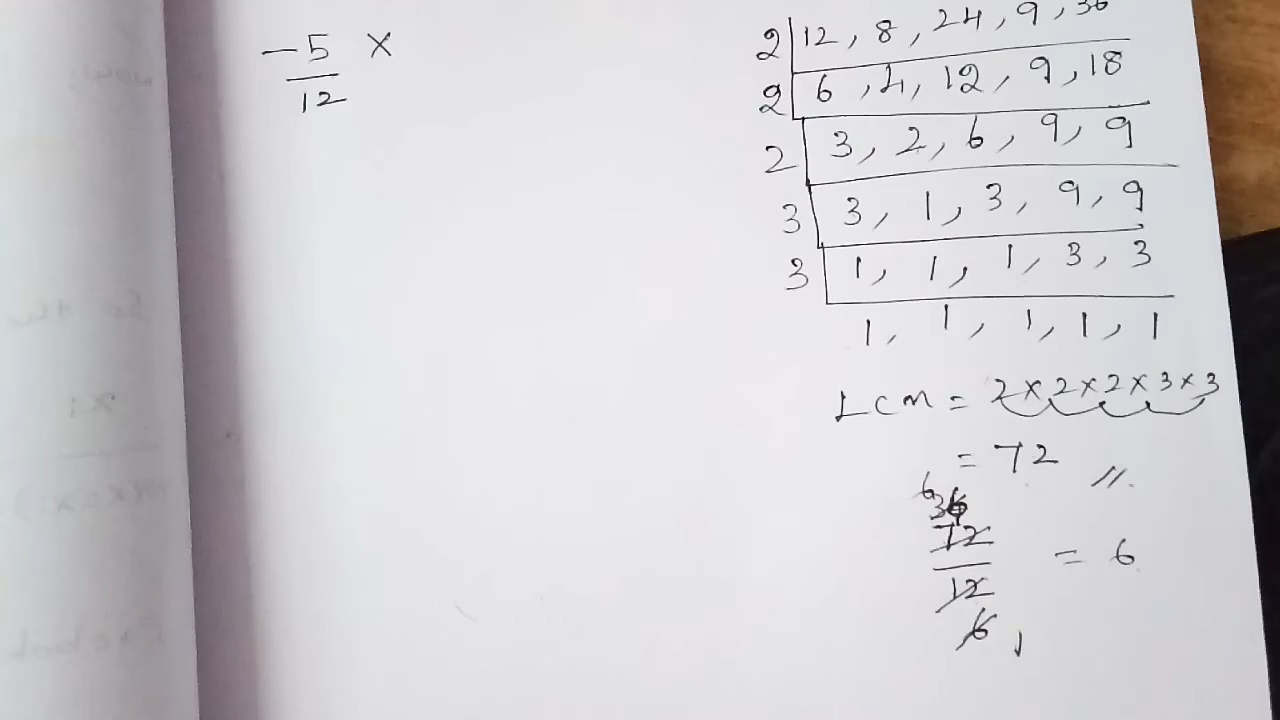 -5/12 ×
2 | 12, 8, 24, 9, 36
2 | 6, 4, 12, 9, 18
2 | 3, 2, 6, 9, 9
3 | 3, 1, 3, 9, 9
3 | 1, 1, 1, 3, 3
1, 1, 1, 1, 1
LCM = 2×2×2×3×3
= 72 //.
6
36
72/12 = 6
6,